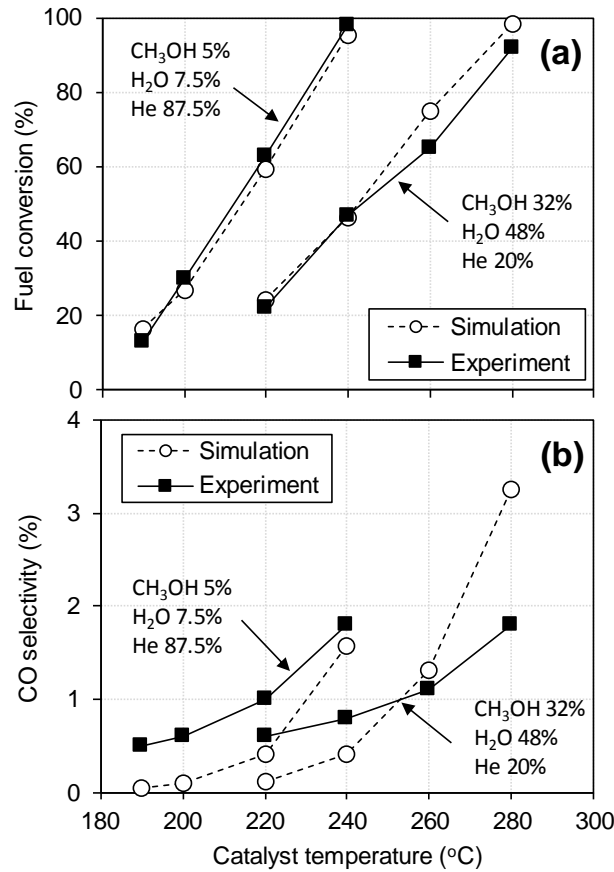 100
80
60
40
20
0
Fuel conversion (%)
(a)
CH₃OH 5%
H₂O 7.5%
He 87.5%
CH₃OH 32%
H₂O 48%
He 20%
Simulation
Experiment
4
3
2
1
0
CO selectivity (%)
(b)
Simulation
Experiment
CH₃OH 5%
H₂O 7.5%
He 87.5%
CH₃OH 32%
H₂O 48%
He 20%
180 200 220 240 260 280 300
Catalyst temperature (°C)